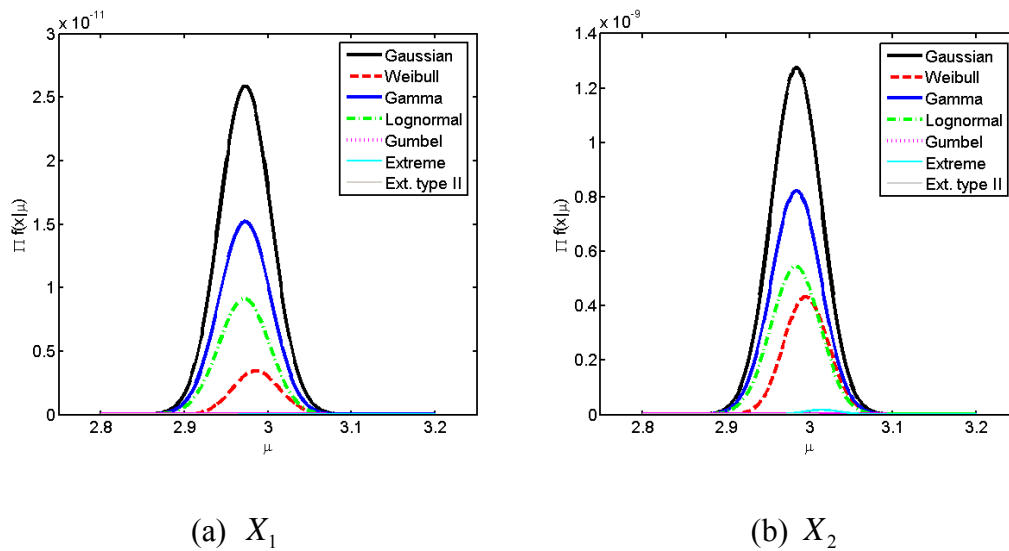 x 10^-11
3
2.5
2
1.5
1
0.5
0
2.8 2.9 3 3.1 3.2
μ
Π f(x|μ)
Gaussian
Weibull
Gamma
Lognormal
Gumbel
Extreme
Ext. type II
(a) X₁
x 10^-9
1.4
1.2
1
0.8
0.6
0.4
0.2
0
2.8 2.9 3 3.1 3.2
μ
Π f(x|μ)
Gaussian
Weibull
Gamma
Lognormal
Gumbel
Extreme
Ext. type II
(b) X₂